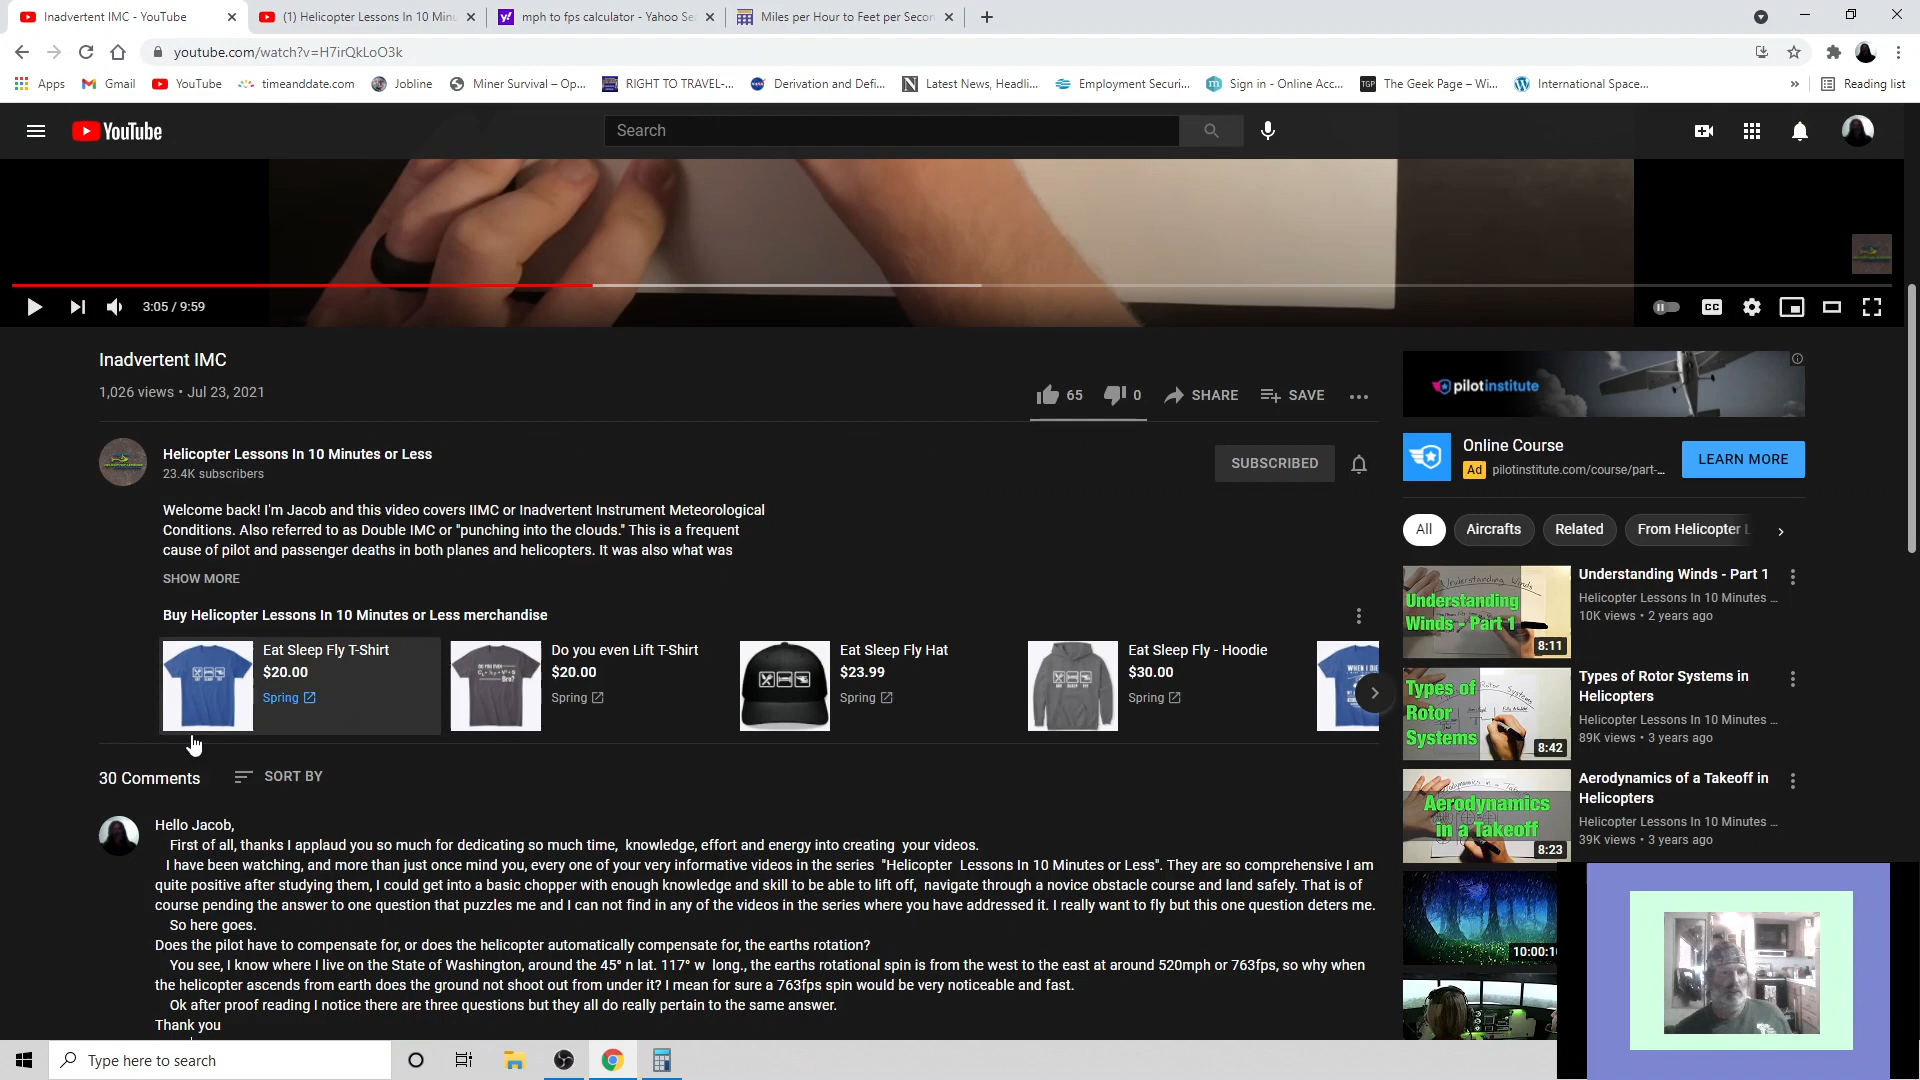 Inadvertent IMC - YouTube
(1) Helicopter Lessons In 10 Minu
mph to fps calculator - Yahoo Se
Miles per Hour to Feet per Secon
youtube.com/watch?v=H7irQkLoO3k
Apps
Gmail
YouTube
timeanddate.com
Jobline
Miner Survival – Op...
RIGHT TO TRAVEL-...
Derivation and Defi...
Latest News, Headli...
Employment Securi...
Sign in - Online Acc...
The Geek Page – Wi...
International Space...
Reading list
YouTube
Search
3:05 / 9:59
CC
Inadvertent IMC
1,026 views • Jul 23, 2021
65
0
SHARE
SAVE
Helicopter Lessons In 10 Minutes or Less
23.4K subscribers
SUBSCRIBED
Welcome back! I'm Jacob and this video covers IIMC or Inadvertent Instrument Meteorological
Conditions. Also referred to as Double IMC or "punching into the clouds." This is a frequent
cause of pilot and passenger deaths in both planes and helicopters. It was also what was
SHOW MORE
Buy Helicopter Lessons In 10 Minutes or Less merchandise
Eat Sleep Fly T-Shirt
$20.00
Spring
Do you even Lift T-Shirt
$20.00
Spring
Eat Sleep Fly Hat
$23.99
Spring
Eat Sleep Fly - Hoodie
$30.00
Spring
WHEN I DIE
30 Comments
SORT BY
Hello Jacob,
First of all, thanks I applaud you so much for dedicating so much time, knowledge, effort and energy into creating your videos.
I have been watching, and more than just once mind you, every one of your very informative videos in the series "Helicopter Lessons In 10 Minutes or Less". They are so comprehensive I am
quite positive after studying them, I could get into a basic chopper with enough knowledge and skill to be able to lift off, navigate through a novice obstacle course and land safely. That is of
course pending the answer to one question that puzzles me and I can not find in any of the videos in the series where you have addressed it. I really want to fly but this one question deters me.
So here goes.
Does the pilot have to compensate for, or does the helicopter automatically compensate for, the earths rotation?
You see, I know where I live on the State of Washington, around the 45° n lat. 117° w long., the earths rotational spin is from the west to the east at around 520mph or 763fps, so why when
the helicopter ascends from earth does the ground not shoot out from under it? I mean for sure a 763fps spin would be very noticeable and fast.
Ok after proof reading I notice there are three questions but they all do really pertain to the same answer.
Thank you
pilotinstitute
Online Course
Ad pilotinstitute.com/course/part-...
LEARN MORE
All
Aircrafts
Related
From Helicopter L
Understanding Winds
Understanding
Winds - Part 1
8:11
Understanding Winds - Part 1
Helicopter Lessons In 10 Minutes ...
10K views • 2 years ago
Types of
Rotor
Systems
8:42
Types of Rotor Systems in
Helicopters
Helicopter Lessons In 10 Minutes ...
89K views • 3 years ago
Aerodynamics
in a Takeoff
8:23
Aerodynamics of a Takeoff in
Helicopters
Helicopter Lessons In 10 Minutes ...
39K views • 3 years ago
Type here to search